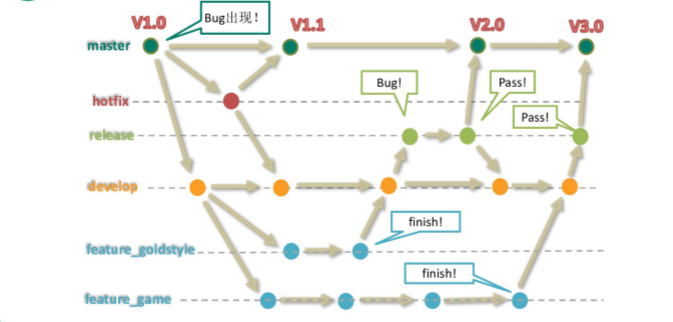 V1.0
Bug出现！
V1.1
V2.0
V3.0
master
Bug!
Pass!
hotfix
Pass!
release
develop
finish!
feature_goldstyle
finish!
feature_game